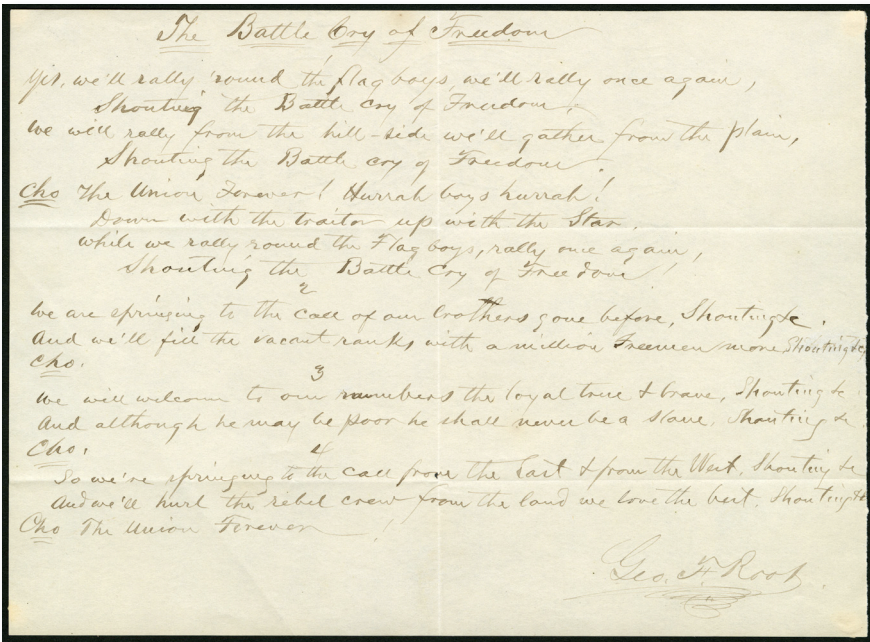 The Battle Cry of Freedom
1
Yes, we'll rally 'round the flag boys, we'll rally once again,
Shouting the Battle cry of Freedom,
We will rally from the hill-side we'll gather from the plain,
Shouting the Battle cry of Freedom.
Cho The Union Forever! Hurrah boys hurrah!
Down with the traitor up with the Star,
While we rally round the Flag boys, rally once again,
Shouting the Battle Cry of Freedom!
2
We are springing to the call of our brothers gone before, Shouting &c.
And we'll fill the vacant ranks with a million Freemen more, Shouting &c
Cho.
3
We will welcome to our numbers the loyal true & brave, Shouting &c
And although he may be poor he shall never be a slave, Shouting &c.
Cho.
4
So we're springing to the call from the East & from the West, Shouting &c
And we'll hurl the rebel crew from the land we love the best, Shouting &c
Cho The Union Forever!
Geo. F. Root.